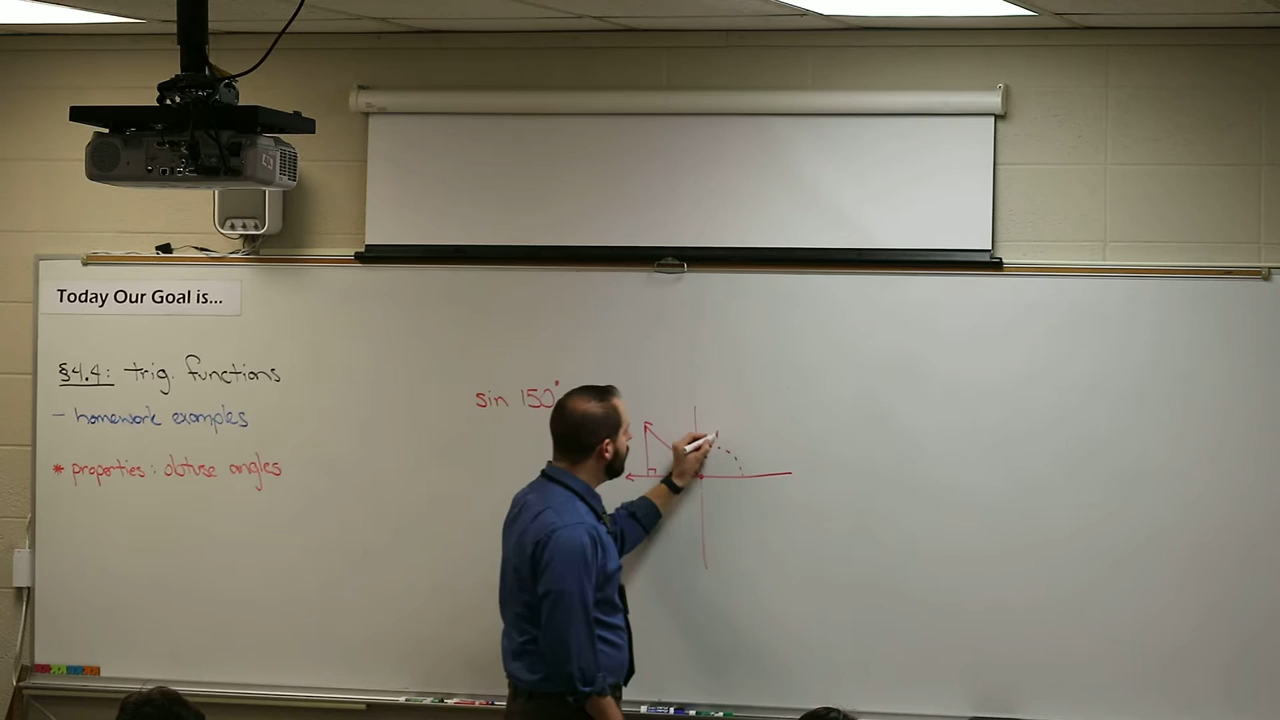 Today Our Goal is...
§4.4: trig. functions
- homework examples
* properties: obtuse angles
sin 150°